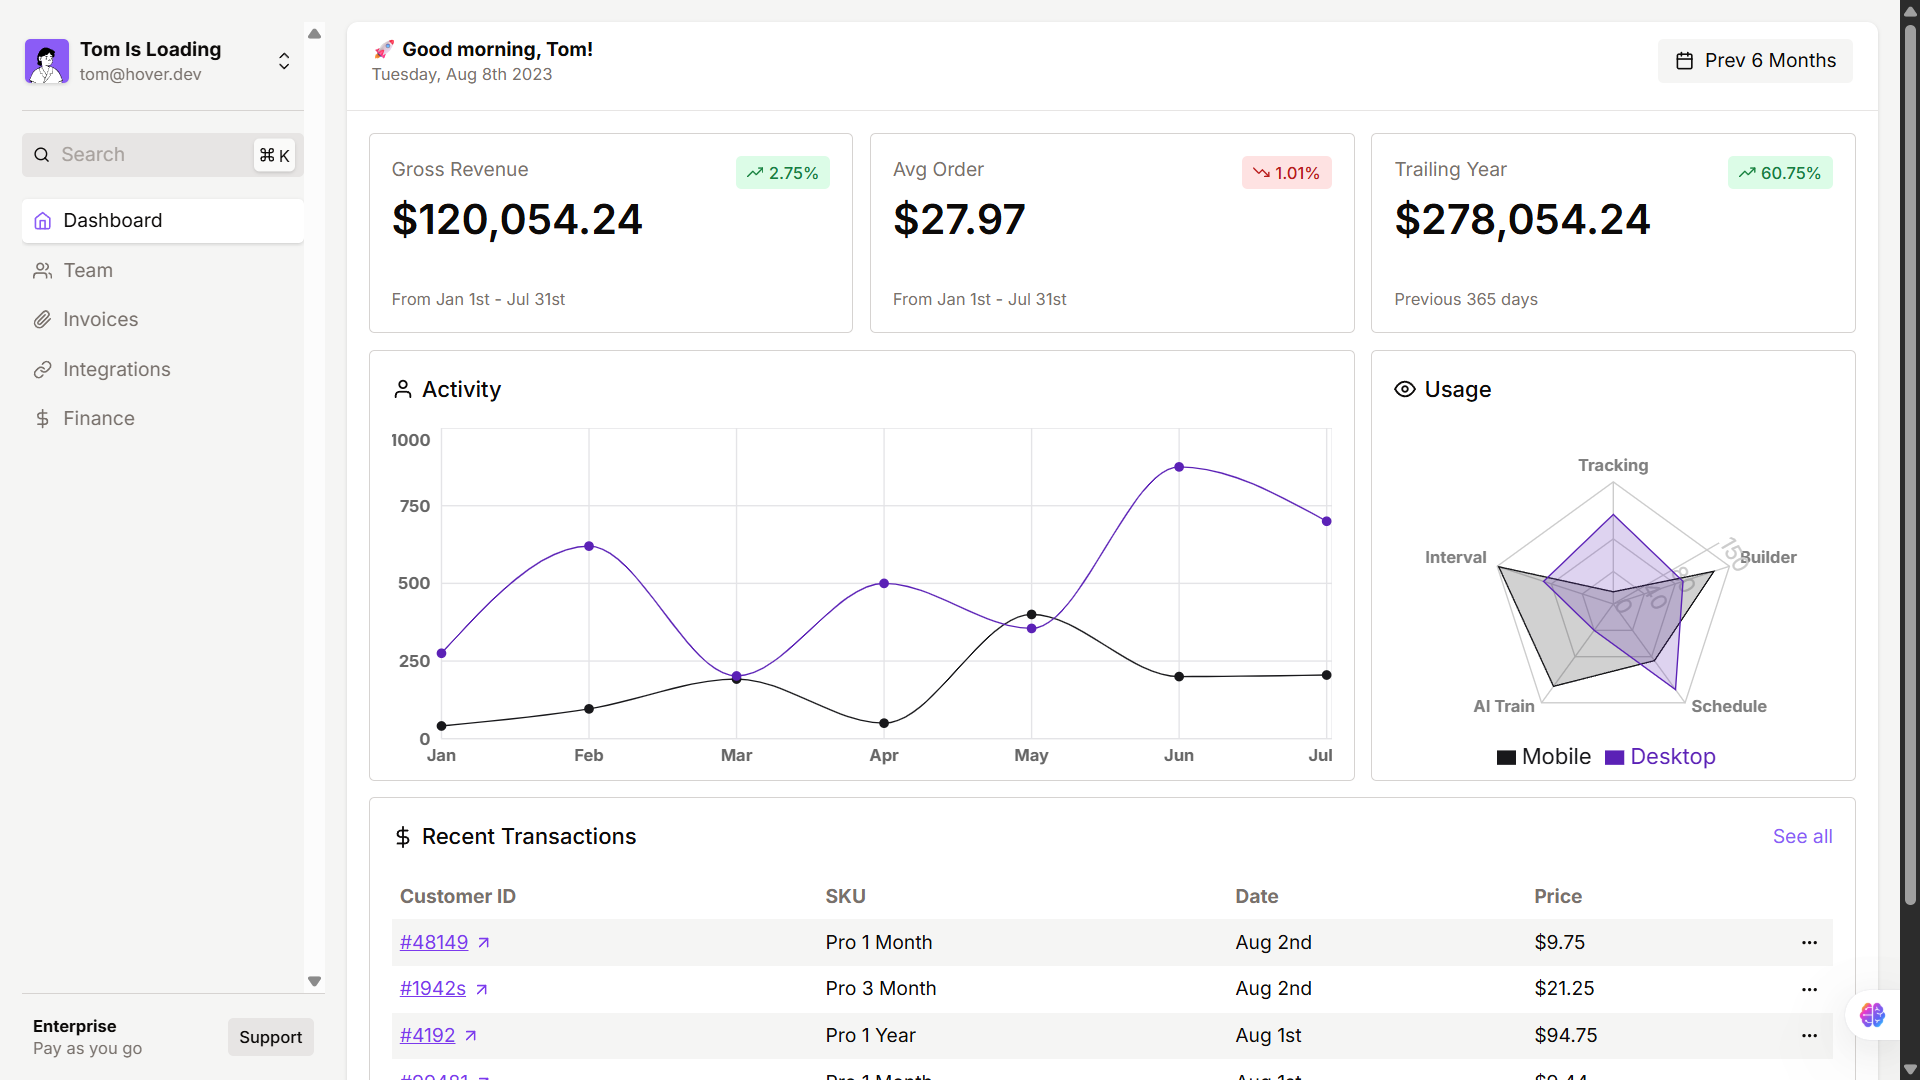 Tom Is Loading
tom@hover.dev
Search
⌘ K
Dashboard
Team
Invoices
Integrations
Finance
Enterprise
Pay as you go
Support
🚀 Good morning, Tom!
Tuesday, Aug 8th 2023
Prev 6 Months
Gross Revenue
2.75%
$120,054.24
From Jan 1st - Jul 31st
Avg Order
1.01%
$27.97
From Jan 1st - Jul 31st
Trailing Year
60.75%
$278,054.24
Previous 365 days
Activity
1000
750
500
250
0
Jan Feb Mar Apr May Jun Jul
Usage
Tracking
Builder
Schedule
AI Train
Interval
0 40 80 150
Mobile Desktop
Recent Transactions
See all
Customer ID SKU Date Price
#48149 Pro 1 Month Aug 2nd $9.75
#1942s Pro 3 Month Aug 2nd $21.25
#4192 Pro 1 Year Aug 1st $94.75
Pro 1 Month Aug 1st